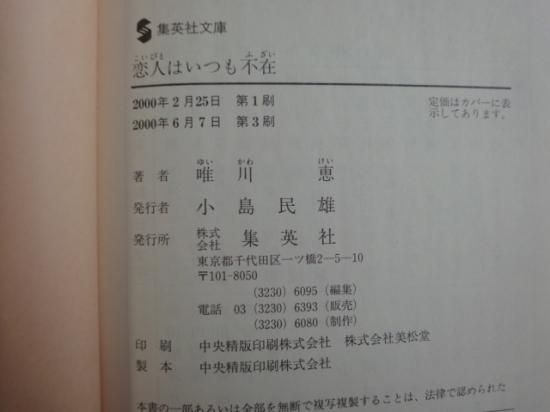 集英社文庫
こいびと ふざい
恋人はいつも不在
2000年2月25日 第1刷
2000年6月7日 第3刷
定価はカバーに表
示してあります。
ゆい かわ けい
著者 唯川 恵
発行者 小島民雄
発行所 株式会社 集英社
東京都千代田区一ツ橋2―5―10
〒101-8050
(3230) 6095 (編集)
電話 03 (3230) 6393 (販売)
(3230) 6080 (制作)
印刷 中央精版印刷株式会社 株式会社美松堂
製本 中央精版印刷株式会社
本書の一部あるいは全部を無断で複写複製することは、法律で認められた